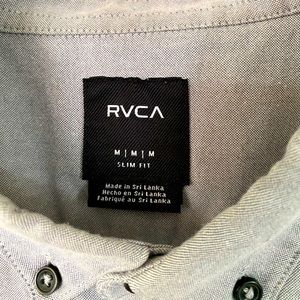 RVCA
M | M | M
SLIM FIT
Made in Sri Lanka
Hecho en Sri Lanka
Fabriqué au Sri Lanka